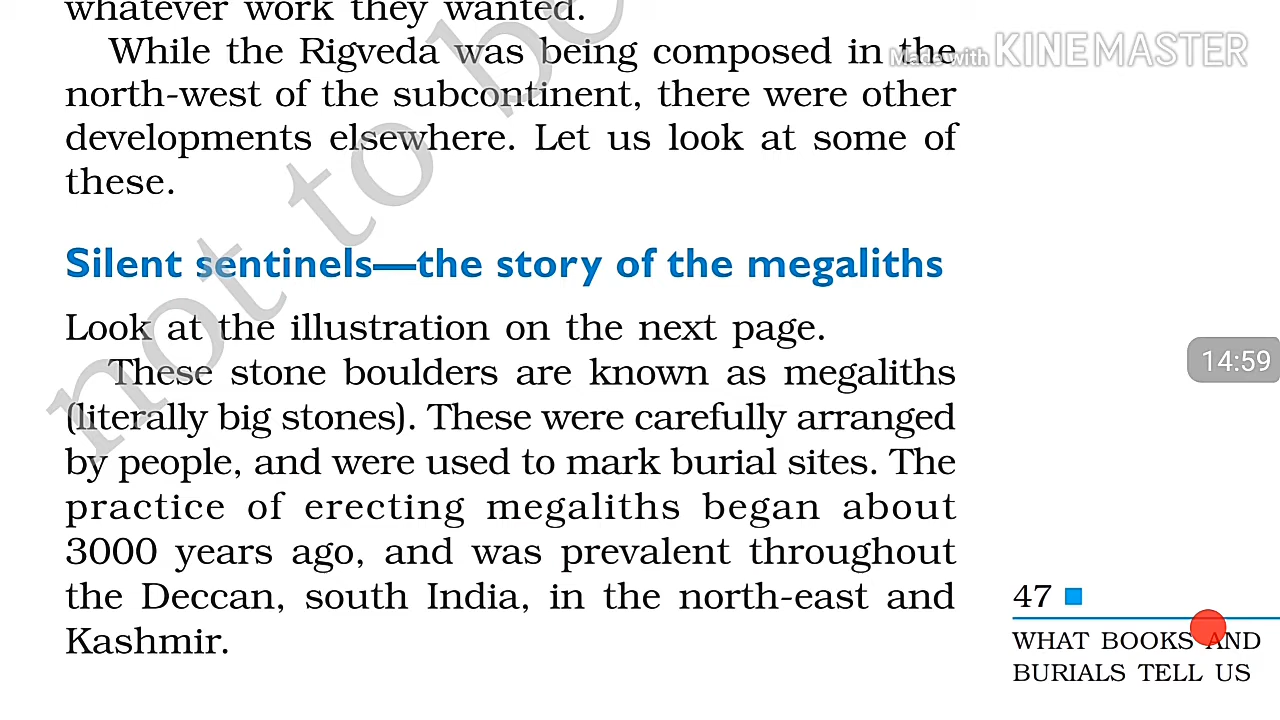 whatever work they wanted.
While the Rigveda was being composed in the
north-west of the subcontinent, there were other
developments elsewhere. Let us look at some of
these.
Silent sentinels—the story of the megaliths
Look at the illustration on the next page.
These stone boulders are known as megaliths
(literally big stones). These were carefully arranged
by people, and were used to mark burial sites. The
practice of erecting megaliths began about
3000 years ago, and was prevalent throughout
the Deccan, south India, in the north-east and
Kashmir.
47
WHAT BOOKS AND
BURIALS TELL US
Made with KINEMASTER
14:59
not to be